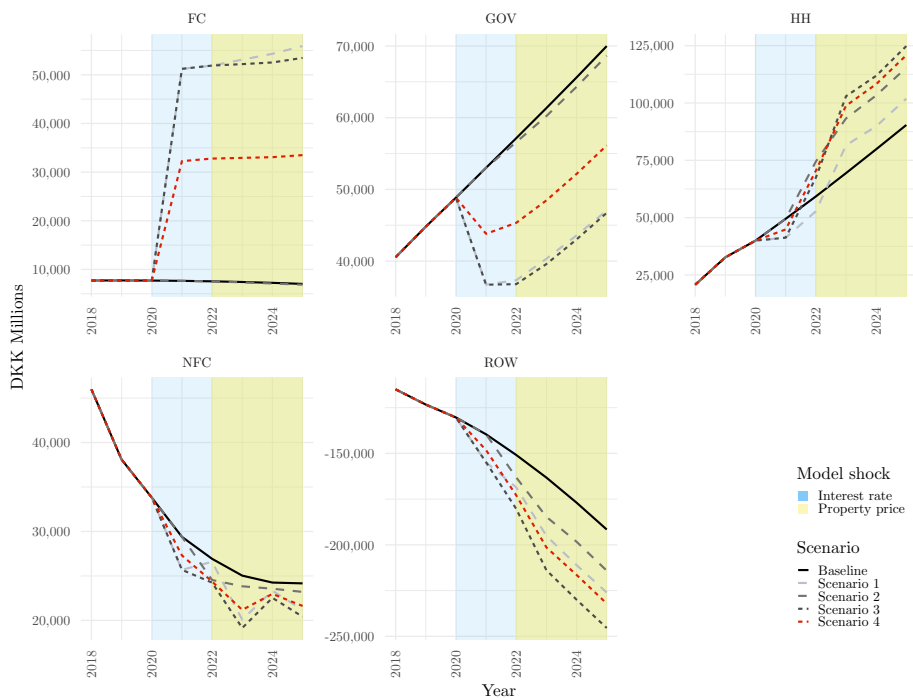 FC
GOV
HH
50,000
40,000
30,000
20,000
10,000
70,000
60,000
50,000
40,000
125,000
100,000
75,000
50,000
25,000
2018
2020
2022
2024
2018
2020
2022
2024
2018
2020
2022
2024
DKK Millions
NFC
ROW
40,000
30,000
20,000
-150,000
-200,000
-250,000
2018
2020
2022
2024
2018
2020
2022
2024
Year
Model shock
Interest rate
Property price
Scenario
Baseline
Scenario 1
Scenario 2
Scenario 3
Scenario 4